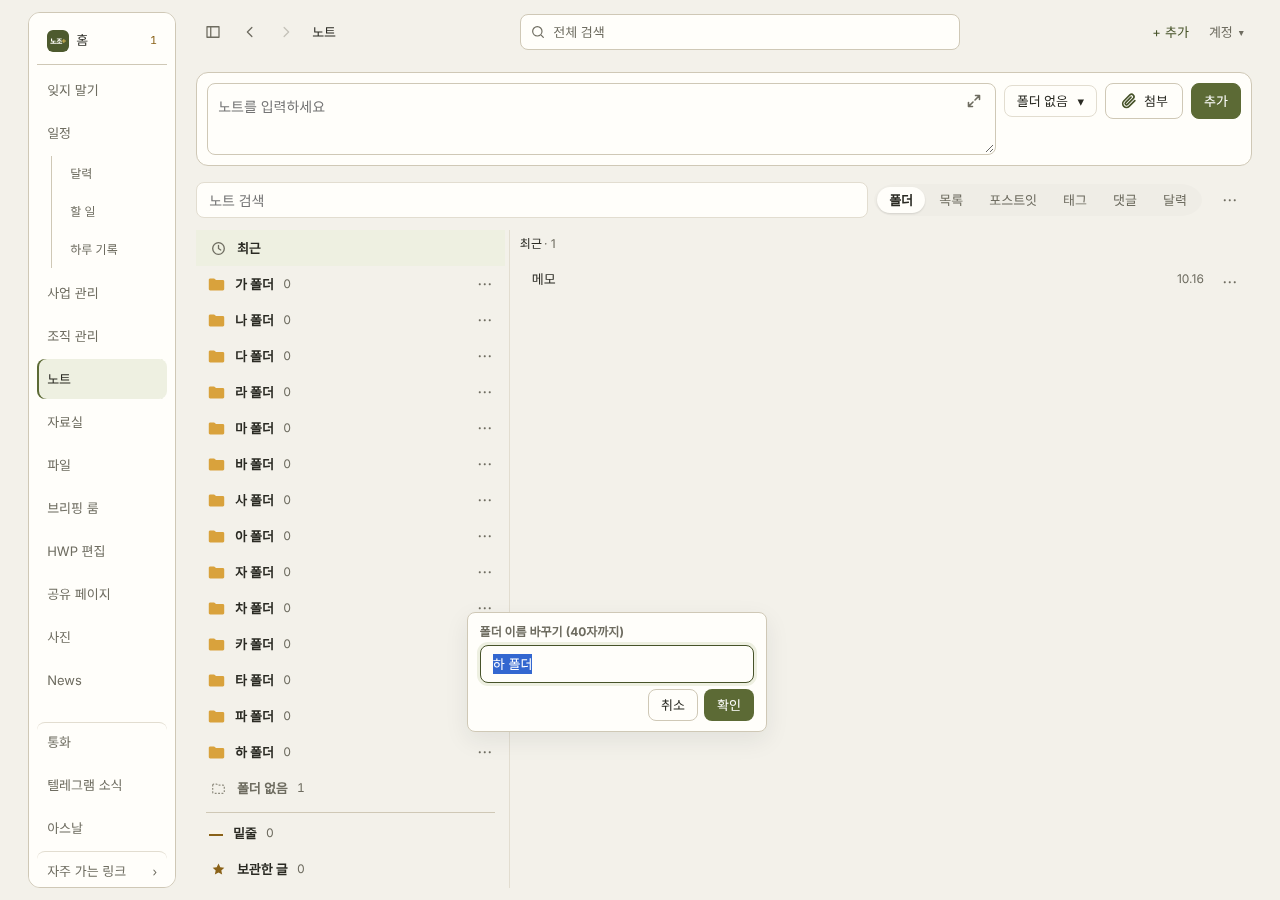 노조+ 홈 1
잊지 말기
일정
달력
할 일
하루 기록
사업 관리
조직 관리
노트
자료실
파일
브리핑 룸
HWP 편집
공유 페이지
사진
News
통화
텔레그램 소식
아스날
자주 가는 링크 ›
노트
전체 검색
+ 추가 계정 ▾
노트를 입력하세요
폴더 없음 ▾
첨부
추가
노트 검색
폴더 목록 포스트잇 태그 댓글 달력 ···
최근
가 폴더 0 ···
나 폴더 0 ···
다 폴더 0 ···
라 폴더 0 ···
마 폴더 0 ···
바 폴더 0 ···
사 폴더 0 ···
아 폴더 0 ···
자 폴더 0 ···
차 폴더 0 ···
카 폴더 0
타 폴더 0
파 폴더 0
하 폴더 0 ···
폴더 없음 1
밑줄 0
보관한 글 0
최근 · 1
메모 10.16 ···
폴더 이름 바꾸기 (40자까지)
하 폴더
취소 확인